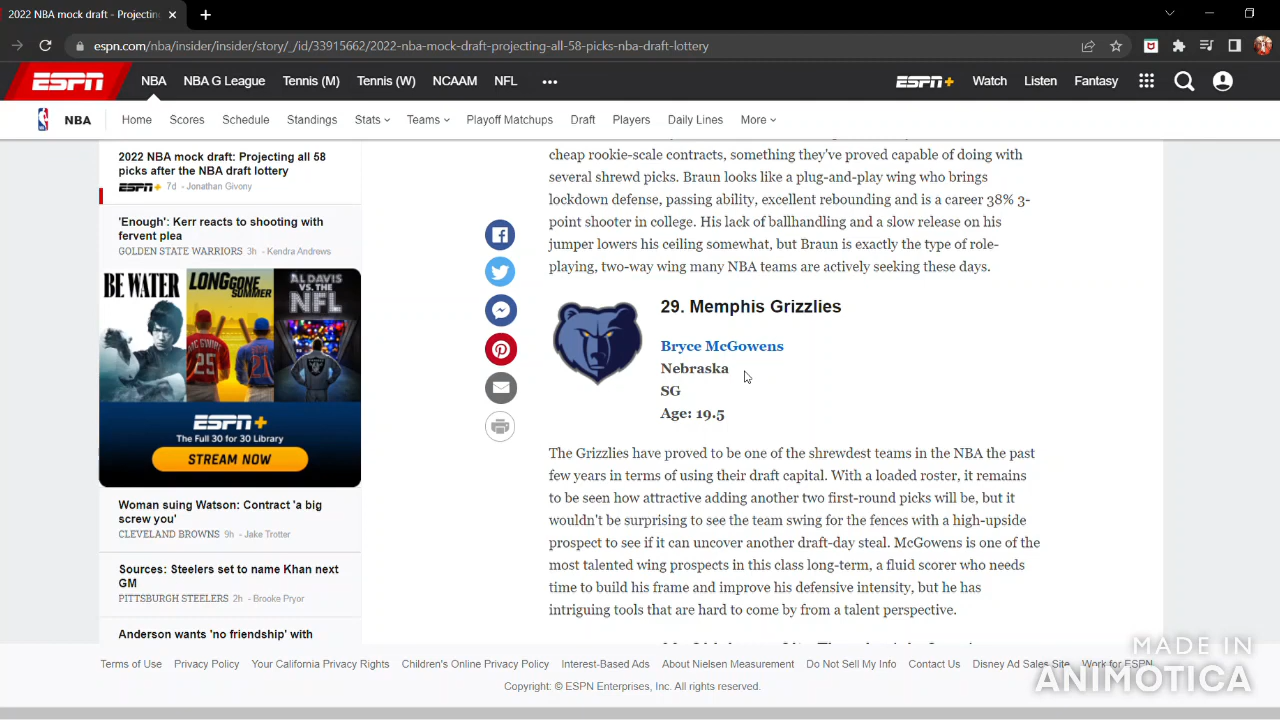 2022 NBA mock draft - Projectin
espn.com/nba/insider/insider/story/_/id/33915662/2022-nba-mock-draft-projecting-all-58-picks-nba-draft-lottery
ESPN NBA NBA G League Tennis (M) Tennis (W) NCAAM NFL ESPN+ Watch Listen Fantasy
NBA Home Scores Schedule Standings Stats Teams Playoff Matchups Draft Players Daily Lines More
2022 NBA mock draft: Projecting all 58
picks after the NBA draft lottery
ESPN+ 7d - Jonathan Givony
'Enough': Kerr reacts to shooting with
fervent plea
GOLDEN STATE WARRIORS 3h - Kendra Andrews
BE WATER
LONG GONE SUMMER
AL DAVIS VS. THE NFL
McGWIRE
25
ESPN+
The Full 30 for 30 Library
STREAM NOW
Woman suing Watson: Contract 'a big
screw you'
CLEVELAND BROWNS 9h - Jake Trotter
Sources: Steelers set to name Khan next
GM
PITTSBURGH STEELERS 2h - Brooke Pryor
Anderson wants 'no friendship' with
cheap rookie-scale contracts, something they've proved capable of doing with
several shrewd picks. Braun looks like a plug-and-play wing who brings
lockdown defense, passing ability, excellent rebounding and is a career 38% 3-
point shooter in college. His lack of ballhandling and a slow release on his
jumper lowers his ceiling somewhat, but Braun is exactly the type of role-
playing, two-way wing many NBA teams are actively seeking these days.
29. Memphis Grizzlies
Bryce McGowens
Nebraska
SG
Age: 19.5
The Grizzlies have proved to be one of the shrewdest teams in the NBA the past
few years in terms of using their draft capital. With a loaded roster, it remains
to be seen how attractive adding another two first-round picks will be, but it
wouldn't be surprising to see the team swing for the fences with a high-upside
prospect to see if it can uncover another draft-day steal. McGowens is one of the
most talented wing prospects in this class long-term, a fluid scorer who needs
time to build his frame and improve his defensive intensity, but he has
intriguing tools that are hard to come by from a talent perspective.
Terms of Use Privacy Policy Your California Privacy Rights Children's Online Privacy Policy Interest-Based Ads About Nielsen Measurement Do Not Sell My Info Contact Us Disney Ad Sales Site Work for ESPN
Copyright: © ESPN Enterprises, Inc. All rights reserved.
MADE IN
ANIMOTICA